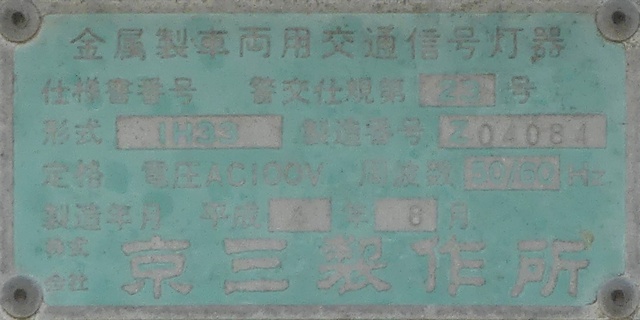 金属製車両用交通信号灯器
仕様書番号 警交仕規第 23 号
形式 1H33 製造番号 Z04084
定格 電圧AC100V 周波数 50/60 Hz
製造年月 平成 年 8 月
株式会社 京三製作所